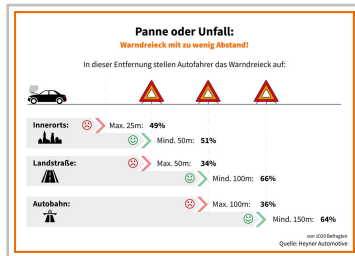 Panne oder Unfall:
Warndreieck mit zu wenig Abstand!
In dieser Entfernung stellen Autofahrer das Warndreieck auf:
Innerorts: Max. 25m: 49%
Mind. 50m: 51%
Landstraße: Max. 50m: 34%
Mind. 100m: 66%
Autobahn: Max. 100m: 36%
Mind. 150m: 64%
von 1029 Befragten
Quelle: Heyner Automotive